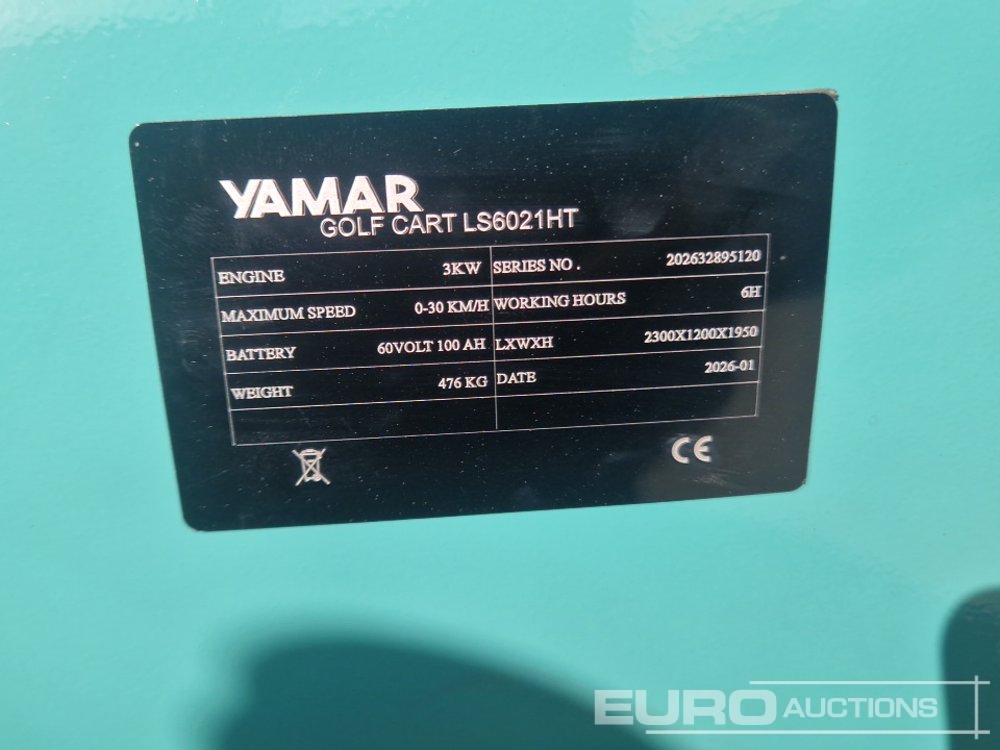 YAMAR
GOLF CART LS6021HT
ENGINE 3KW SERIES NO . 202632895120
MAXIMUM SPEED 0-30 KM/H WORKING HOURS 6H
BATTERY 60VOLT 100 AH LXWXH 2300X1200X1950
WEIGHT 476 KG DATE 2026-01
CE
EURO AUCTIONS